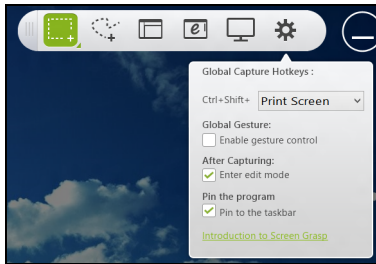 e
Global Capture Hotkeys :
Ctrl+Shift+ Print Screen
Global Gesture:
Enable gesture control
After Capturing:
Enter edit mode
Pin the program
Pin to the taskbar
Introduction to Screen Grasp